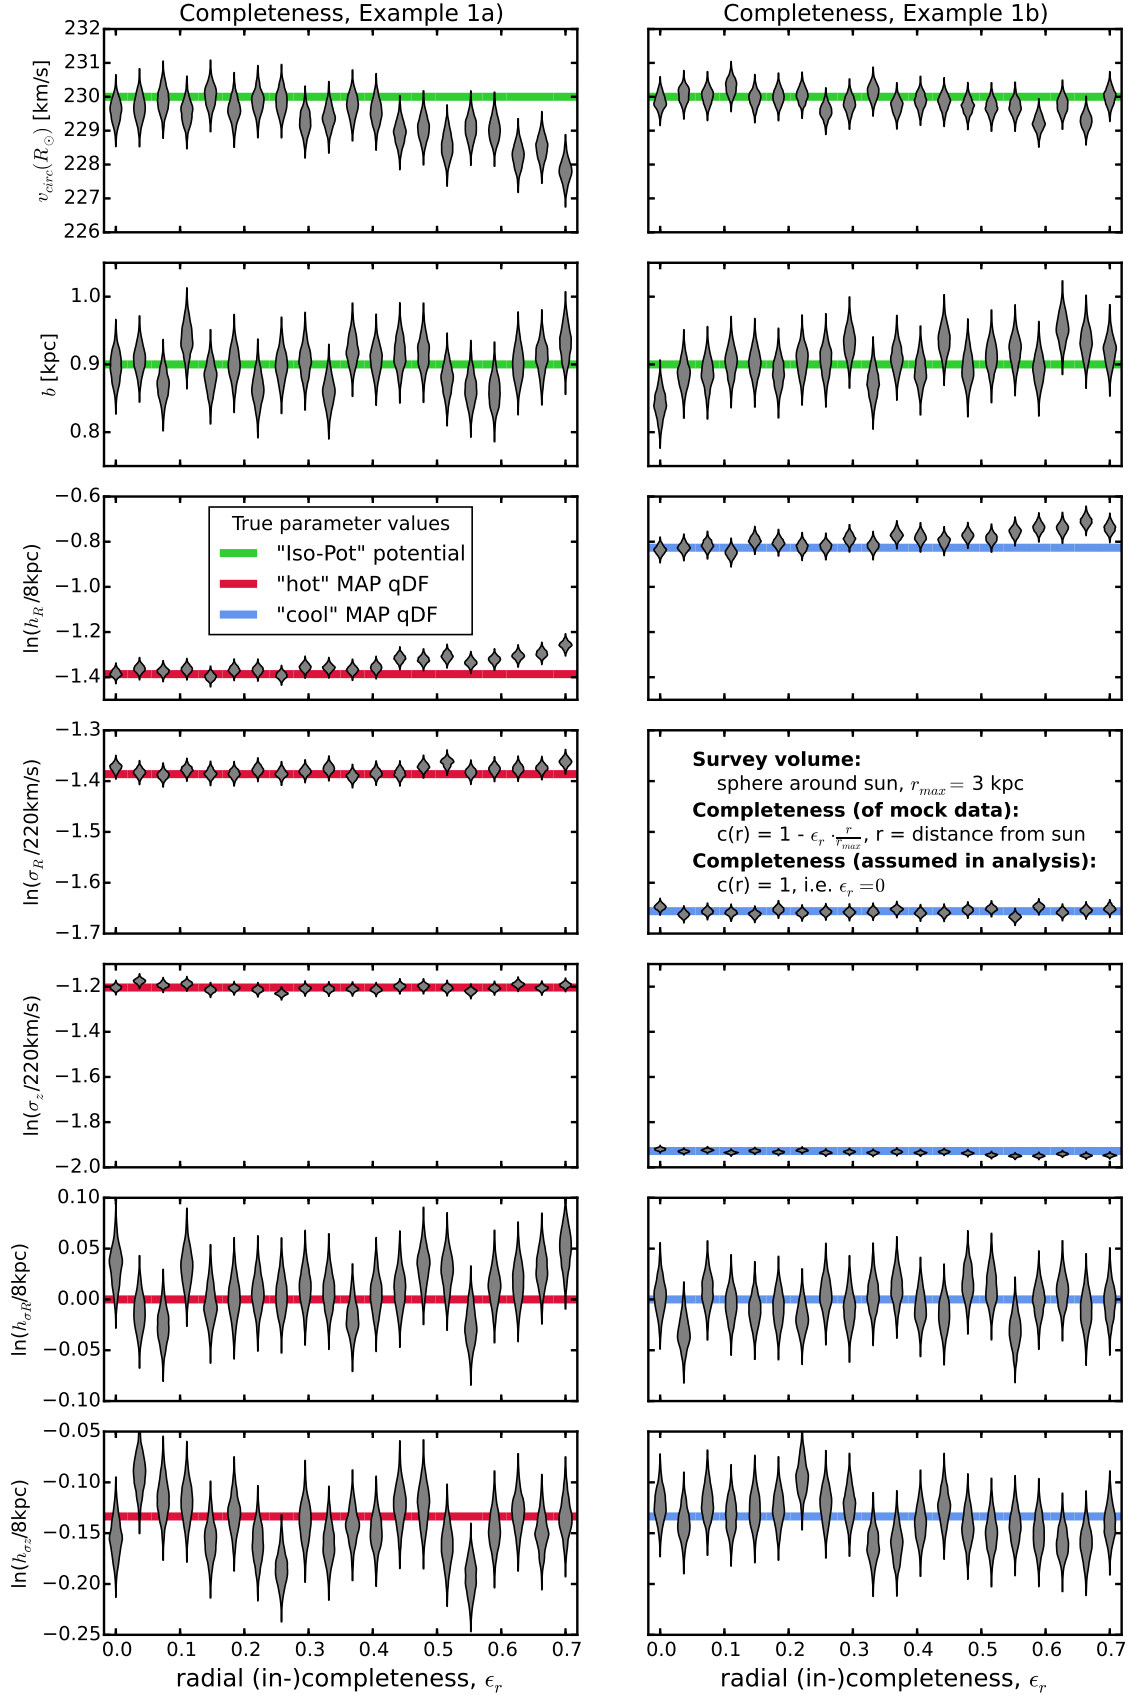 Completeness, Example 1a)
Completeness, Example 1b)
232
231
230
229
228
227
226
v_circ(R_⊙) [km/s]
1.0
0.9
0.8
b [kpc]
−0.6
−0.8
−1.0
−1.2
−1.4
ln(h_R/8kpc)
True parameter values
"Iso-Pot" potential
"hot" MAP qDF
"cool" MAP qDF
−1.3
−1.4
−1.5
−1.6
−1.7
ln(σ_R/220km/s)
Survey volume:
sphere around sun, r_max = 3 kpc
Completeness (of mock data):
c(r) = 1 - ϵ_r · r/r_max, r = distance from sun
Completeness (assumed in analysis):
c(r) = 1, i.e. ϵ_r = 0
−1.2
−1.4
−1.6
−1.8
−2.0
ln(σ_z/220km/s)
0.10
0.05
0.00
−0.05
−0.10
ln(h_σR/8kpc)
−0.05
−0.10
−0.15
−0.20
−0.25
ln(h_σz/8kpc)
0.0 0.1 0.2 0.3 0.4 0.5 0.6 0.7
0.0 0.1 0.2 0.3 0.4 0.5 0.6 0.7
radial (in-)completeness, ϵ_r
radial (in-)completeness, ϵ_r